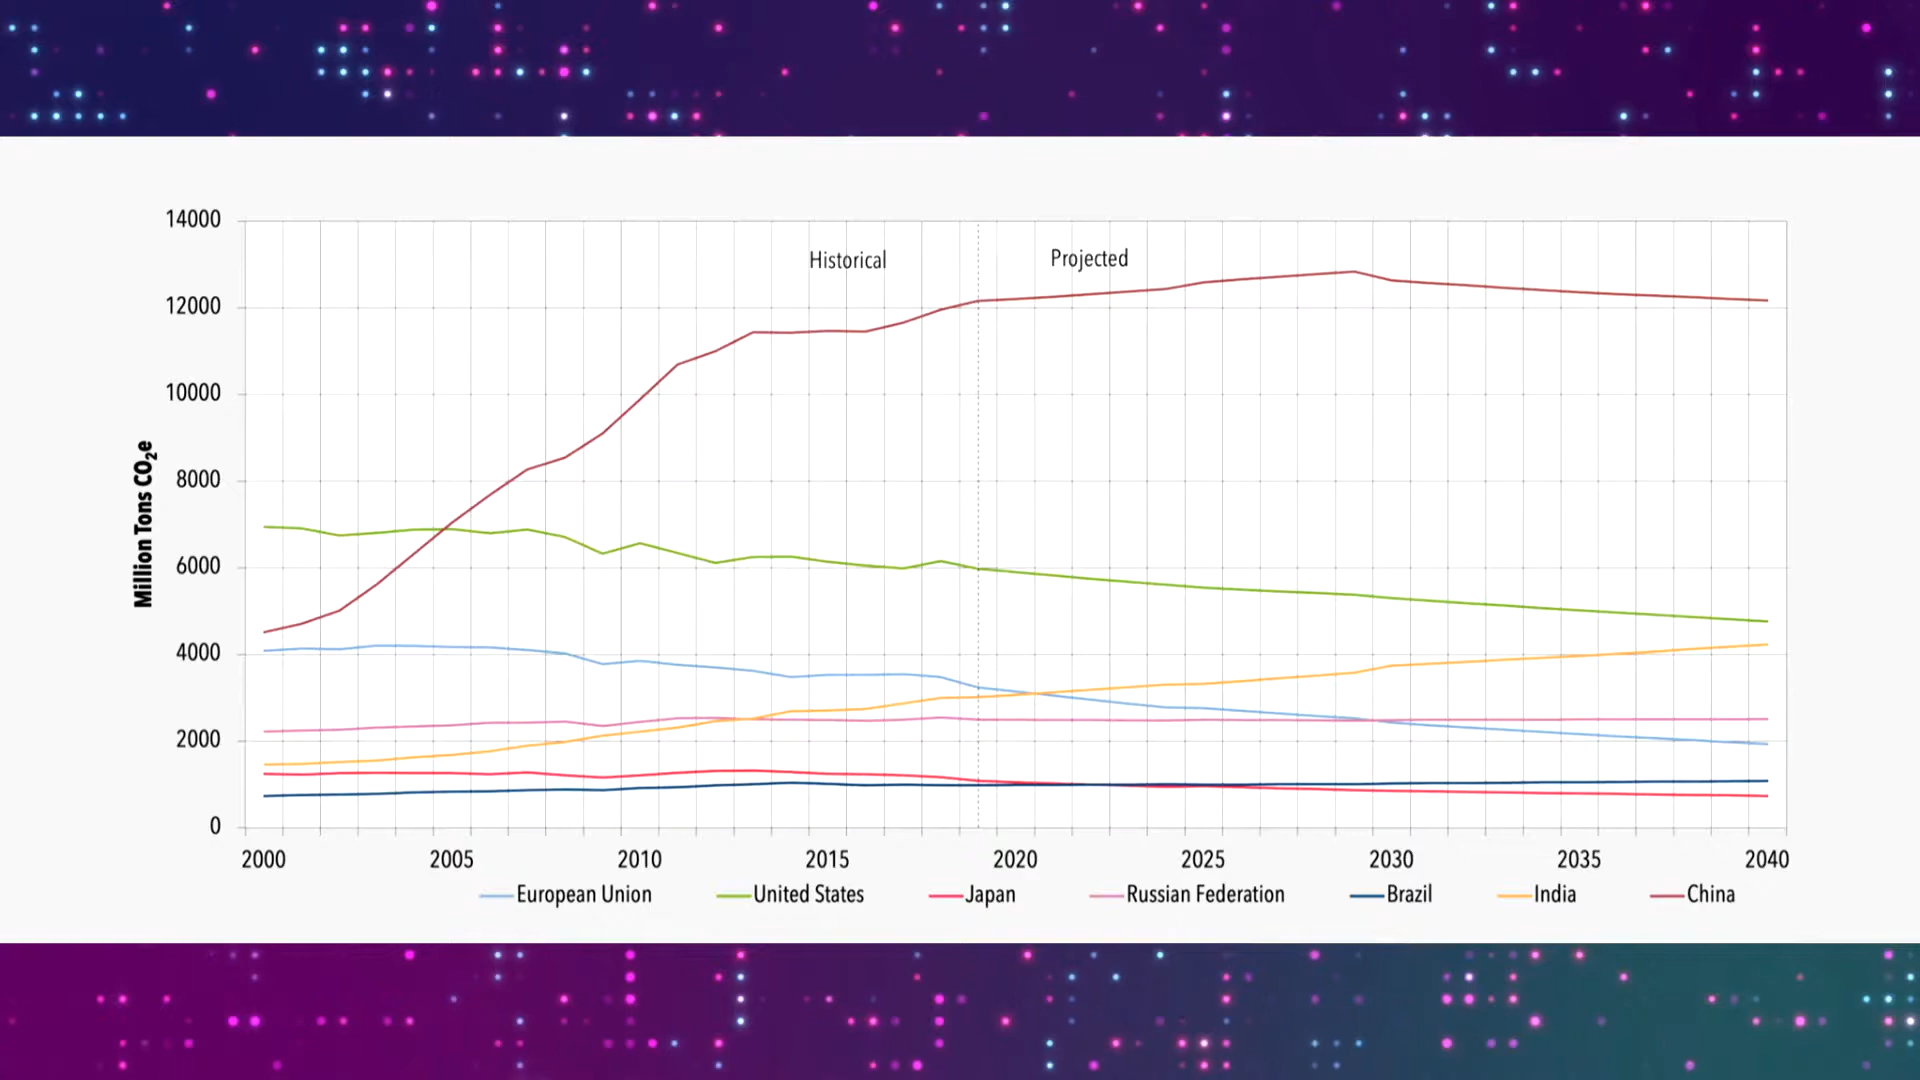 14000
12000
10000
8000
6000
4000
2000
0
Million Tons CO₂e
Historical
Projected
2000 2005 2010 2015 2020 2025 2030 2035 2040
European Union United States Japan Russian Federation Brazil India China